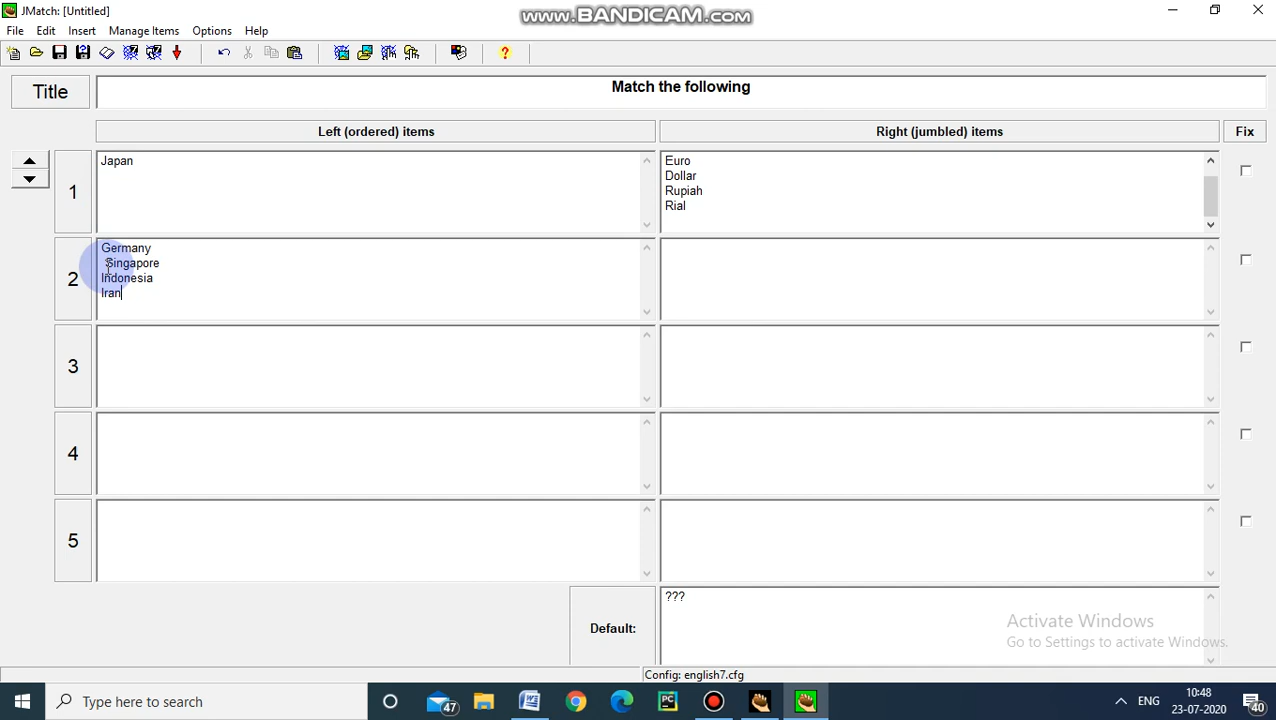 JMatch: [Untitled]
www.BANDICAM.com
File Edit Insert Manage Items Options Help
Title
Match the following
Left (ordered) items
Right (jumbled) items
Fix
1
Japan
Euro
Dollar
Rupiah
Rial
2
Germany
Singapore
Indonesia
Iran
3
4
5
Default:
???
Activate Windows
Go to Settings to activate Windows.
Config: english7.cfg
Type here to search
47
ENG
10:48
23-07-2020
40